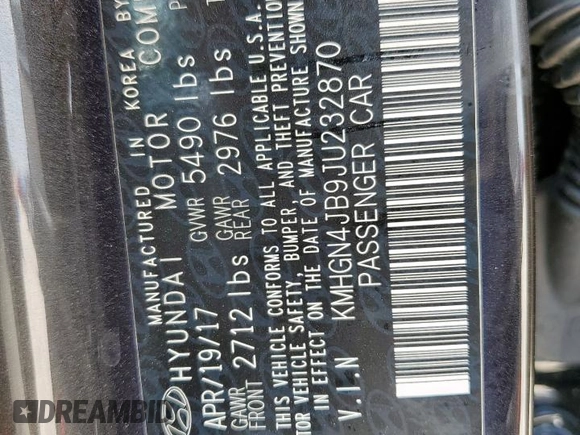 MANUFACTURED IN KOREA BY
HYUNDAI MOTOR COM
APR/19/17 GVWR 5490 lbs
GAWR FRONT 2712 lbs GAWR REAR 2976 lbs
THIS VEHICLE CONFORMS TO ALL APPLICABLE U.S.A.
VEHICLE SAFETY, BUMPER, AND THEFT PREVENTION
IN EFFECT ON THE DATE OF MANUFACTURE SHOWN
V.I.N KMHGN4JB9JU232870
PASSENGER CAR
DREAMBID.COM